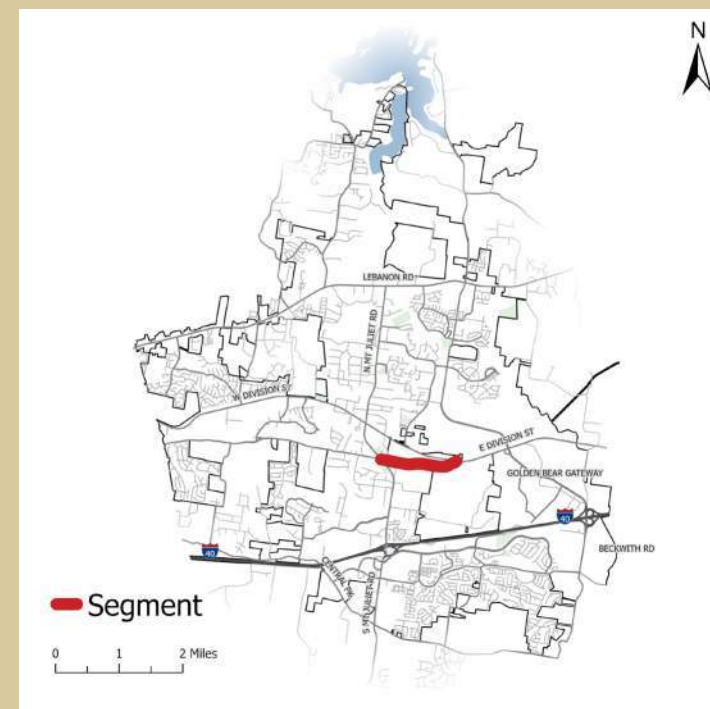 N
LEBANON RD
N MT JULIET RD
W DIVISION ST
E DIVISION ST
GOLDEN BEAR GATEWAY
40
40
BECKWITH RD
CENTRAL PIK
S MT JULIET RD
Segment
0 1 2 Miles